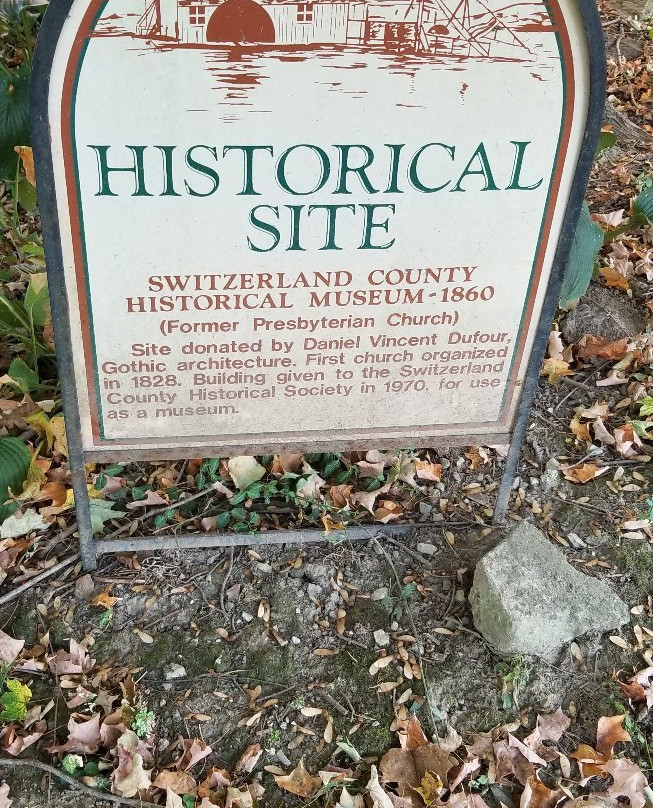 HISTORICAL
SITE
SWITZERLAND COUNTY
HISTORICAL MUSEUM-1860
(Former Presbyterian Church)
Site donated by Daniel Vincent Dufour,
Gothic architecture. First church organized
in 1828. Building given to the Switzerland
County Historical Society in 1970, for use
as a museum.